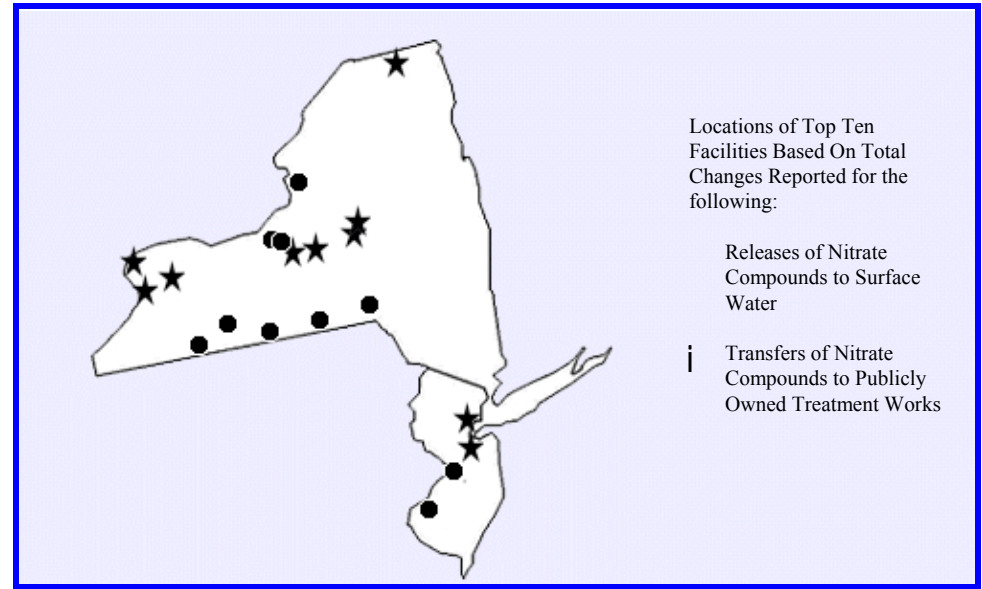 Locations of Top Ten
Facilities Based On Total
Changes Reported for the
following:
Releases of Nitrate
Compounds to Surface
Water
i Transfers of Nitrate
Compounds to Publicly
Owned Treatment Works